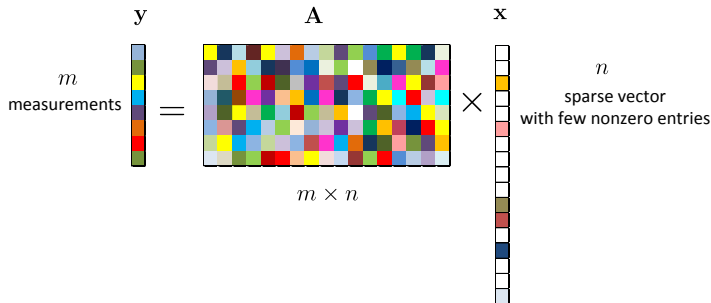 y
A
x
m
measurements
=
×
n
sparse vector
with few nonzero entries
m × n